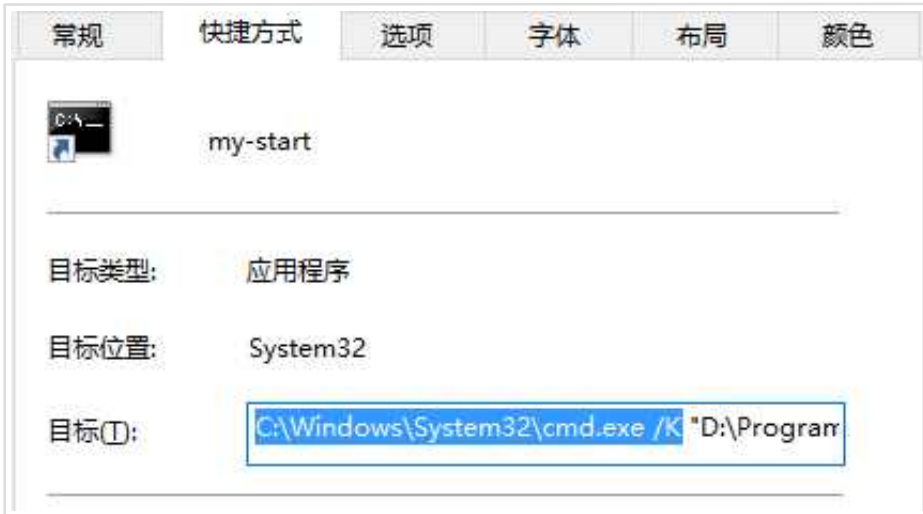 常规 快捷方式 选项 字体 布局 颜色
C:\
my-start
目标类型: 应用程序
目标位置: System32
目标(T): C:\Windows\System32\cmd.exe /K "D:\Program